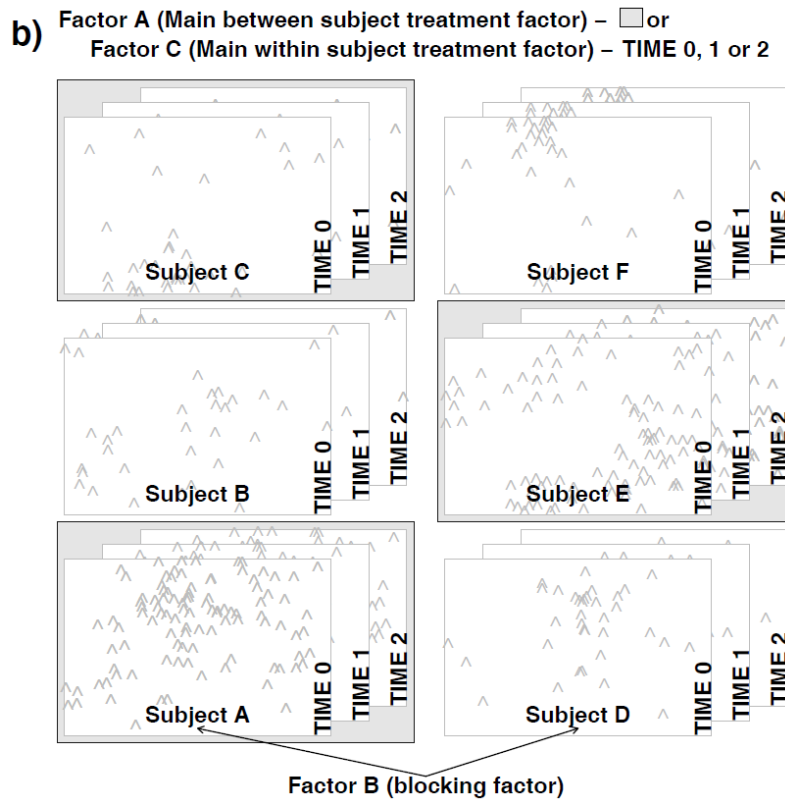 b) Factor A (Main between subject treatment factor) – or
Factor C (Main within subject treatment factor) – TIME 0, 1 or 2
TIME 0
TIME 1
TIME 2
Subject C
TIME 0
TIME 1
TIME 2
Subject F
TIME 0
TIME 1
TIME 2
Subject B
TIME 0
TIME 1
TIME 2
Subject E
TIME 0
TIME 1
TIME 2
Subject A
TIME 0
TIME 1
TIME 2
Subject D
Factor B (blocking factor)